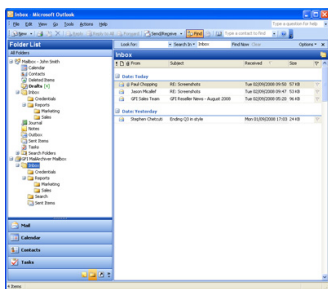 Inbox - Microsoft Outlook
File Edit View Go Tools Actions Help
Type a question for help
New Reply Reply to All Forward Send/Receive Find Type a contact to find
Folder List
All Folders
Mailbox - John Smith
Calendar
Contacts
Deleted Items
Drafts
Inbox
Credentials
Reports
Marketing
Sales
Journal
Notes
Outbox
Sent Items
Tasks
Search Folders
GFI MailArchiver Mailbox
Inbox
Credentials
Reports
Marketing
Sales
Search
Sent Items
Mail
Calendar
Contacts
Tasks
4 Items
Inbox
Look for: Search In Inbox Find Now Clear Options
From Subject Received Size
Date: Today
Paul Chopping RE: Screenshots Tue 02/09/2008 09:50 57 KB
Jason Micallef RE: Screenshots Tue 02/09/2008 09:47 53 KB
GFI Sales Team GFI Reseller News - August 2008 Tue 02/09/2008 05:20 96 KB
Date: Yesterday
Stephen Chetcuti Ending Q3 in style Mon 01/09/2008 17:03 24 KB